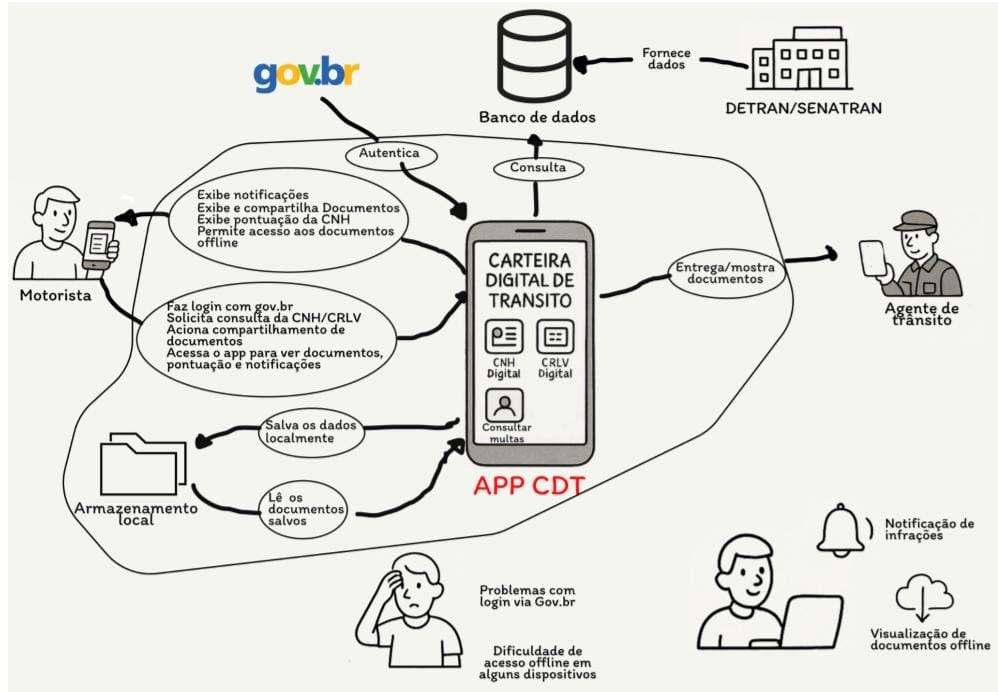 gov.br
Fornece
dados
Banco de dados
DETRAN/SENATRAN
Autentica
Consulta
Exibe notificações
Exibe e compartilha Documentos
Exibe pontuação da CNH
Permite acesso aos documentos
offline
Motorista
Faz login com gov.br
Solicita consulta da CNH/CRLV
Aciona compartilhamento de
documentos
Acessa o app para ver documentos,
pontuação e notificações
CARTEIRA
DIGITAL DE
TRANSITO
CNH
Digital
CRLV
Digital
Consultar
multas
APP CDT
Entrega/mostra
documentos
Agente de
trânsito
Salva os dados
localmente
Armazenamento
local
Lê os
documentos
salvos
Problemas com
login via Gov.br
Dificuldade de
acesso offline em
alguns dispositivos
Notificação de
infrações
Visualização de
documentos offline